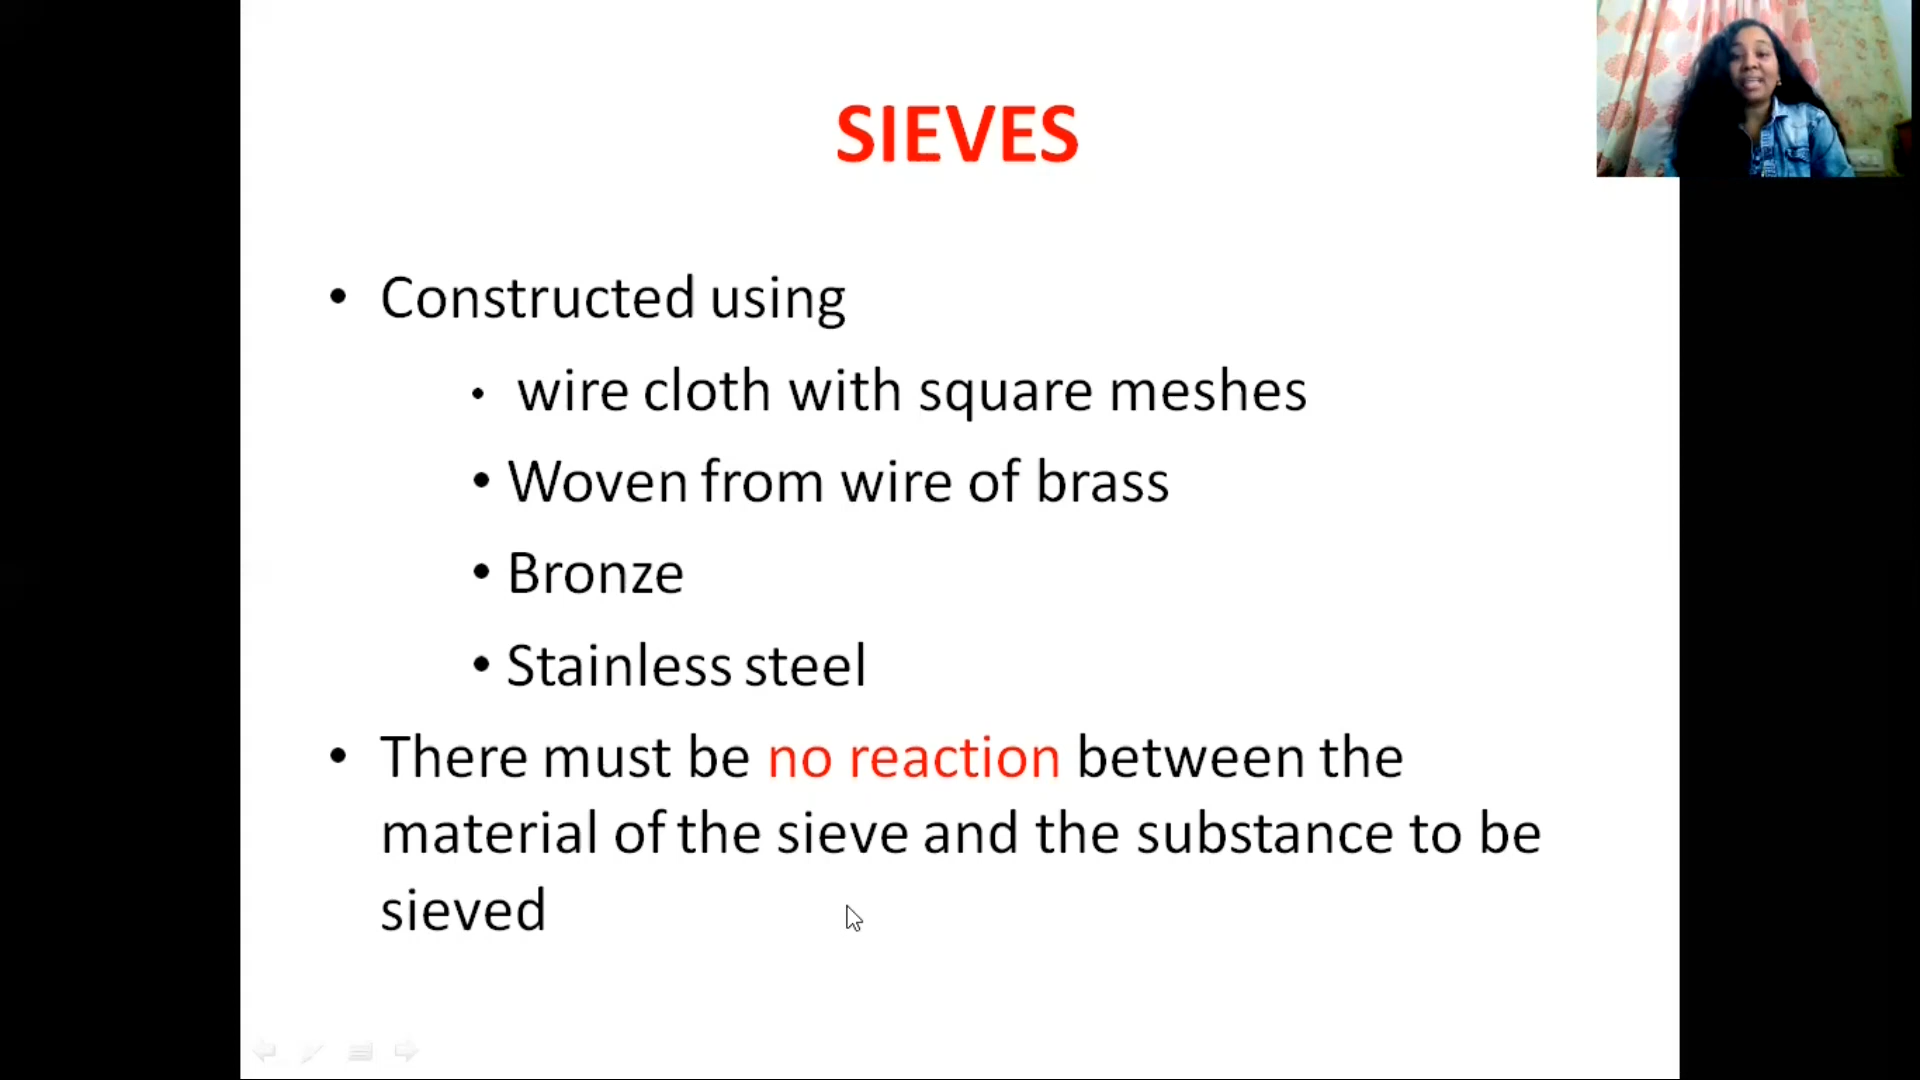 SIEVES
• Constructed using
• wire cloth with square meshes
• Woven from wire of brass
• Bronze
• Stainless steel
• There must be no reaction between the
material of the sieve and the substance to be
sieved